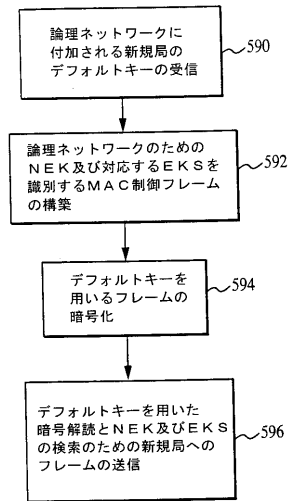 論理ネットワークに
付加される新規局の
デフォルトキーの受信
590
論理ネットワークのための
NEK及び対応するEKSを
識別するMAC制御フレーム
の構築
592
デフォルトキーを
用いるフレームの
暗号化
594
デフォルトキーを用いた
暗号解読とNEK及びEKS
の検索のための新規局への
フレームの送信
596